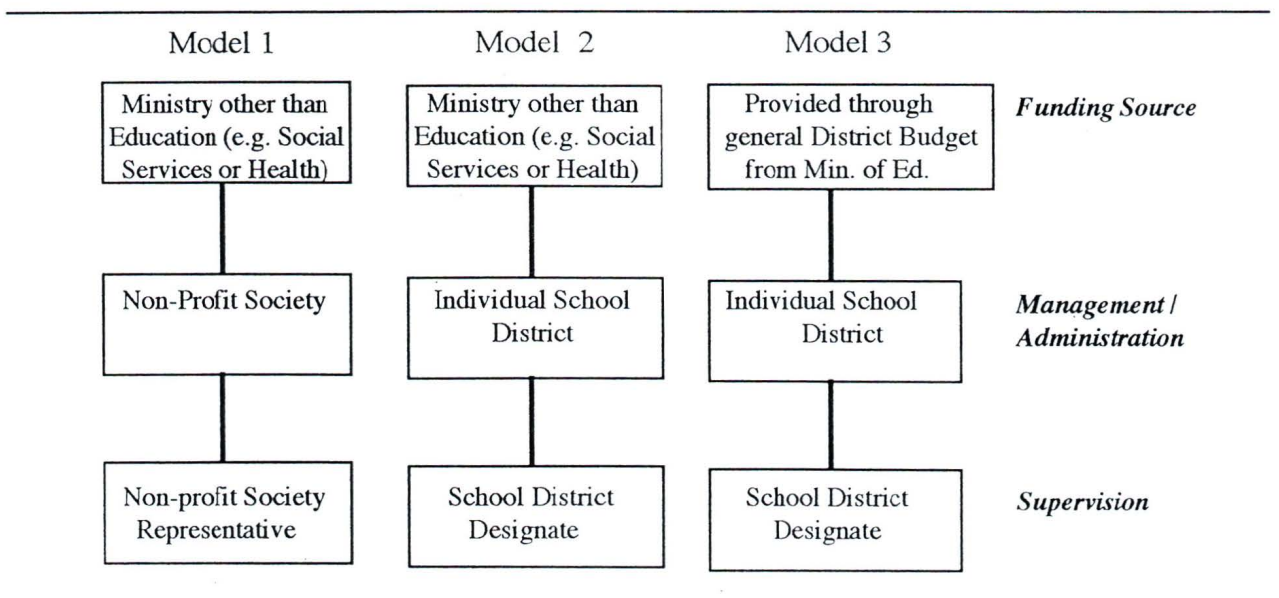 Model 1
Model 2
Model 3
Ministry other than
Education (e.g. Social
Services or Health)
Ministry other than
Education (e.g. Social
Services or Health)
Provided through
general District Budget
from Min. of Ed.
Funding Source
Non-Profit Society
Individual School
District
Individual School
District
Management /
Administration
Non-profit Society
Representative
School District
Designate
School District
Designate
Supervision